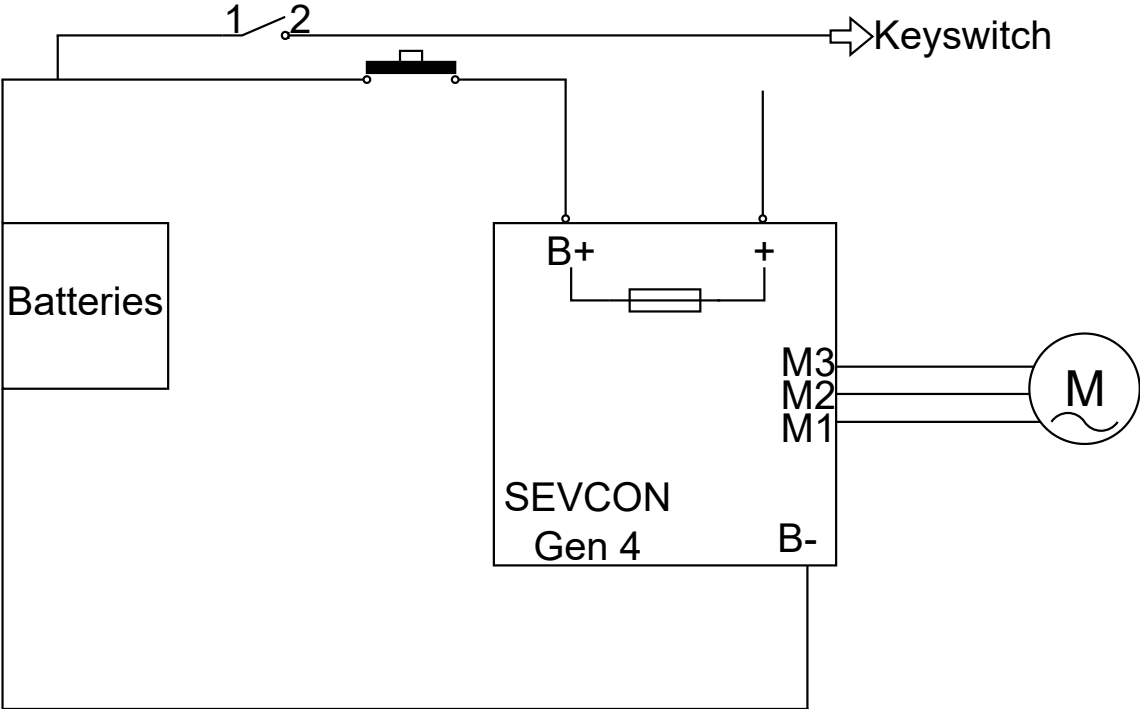 1 2
Keyswitch
B+ +
Batteries
M3
M2
M1
M
SEVCON
Gen 4
B-